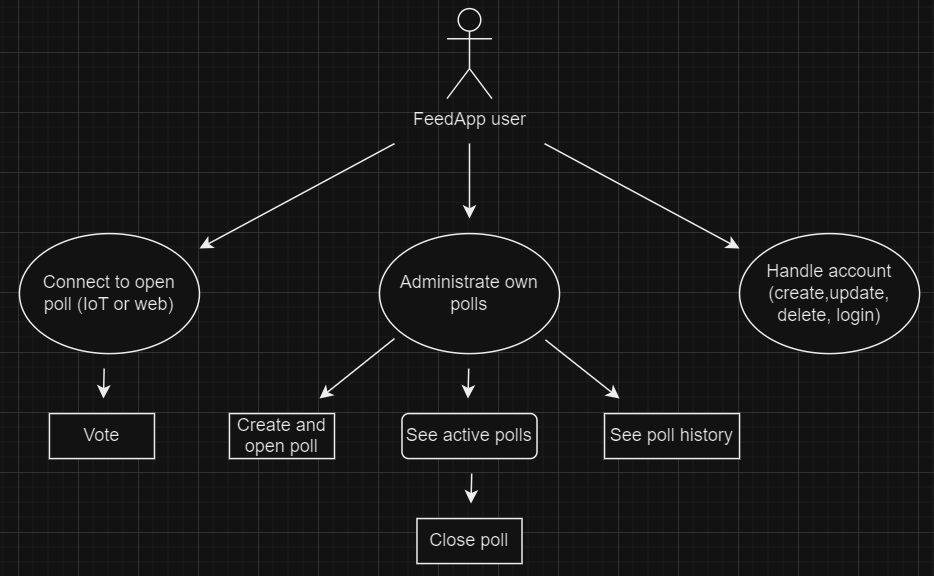 FeedApp user
Connect to open
poll (IoT or web)
Administrate own
polls
Handle account
(create,update,
delete, login)
Vote
Create and
open poll
See active polls
See poll history
Close poll